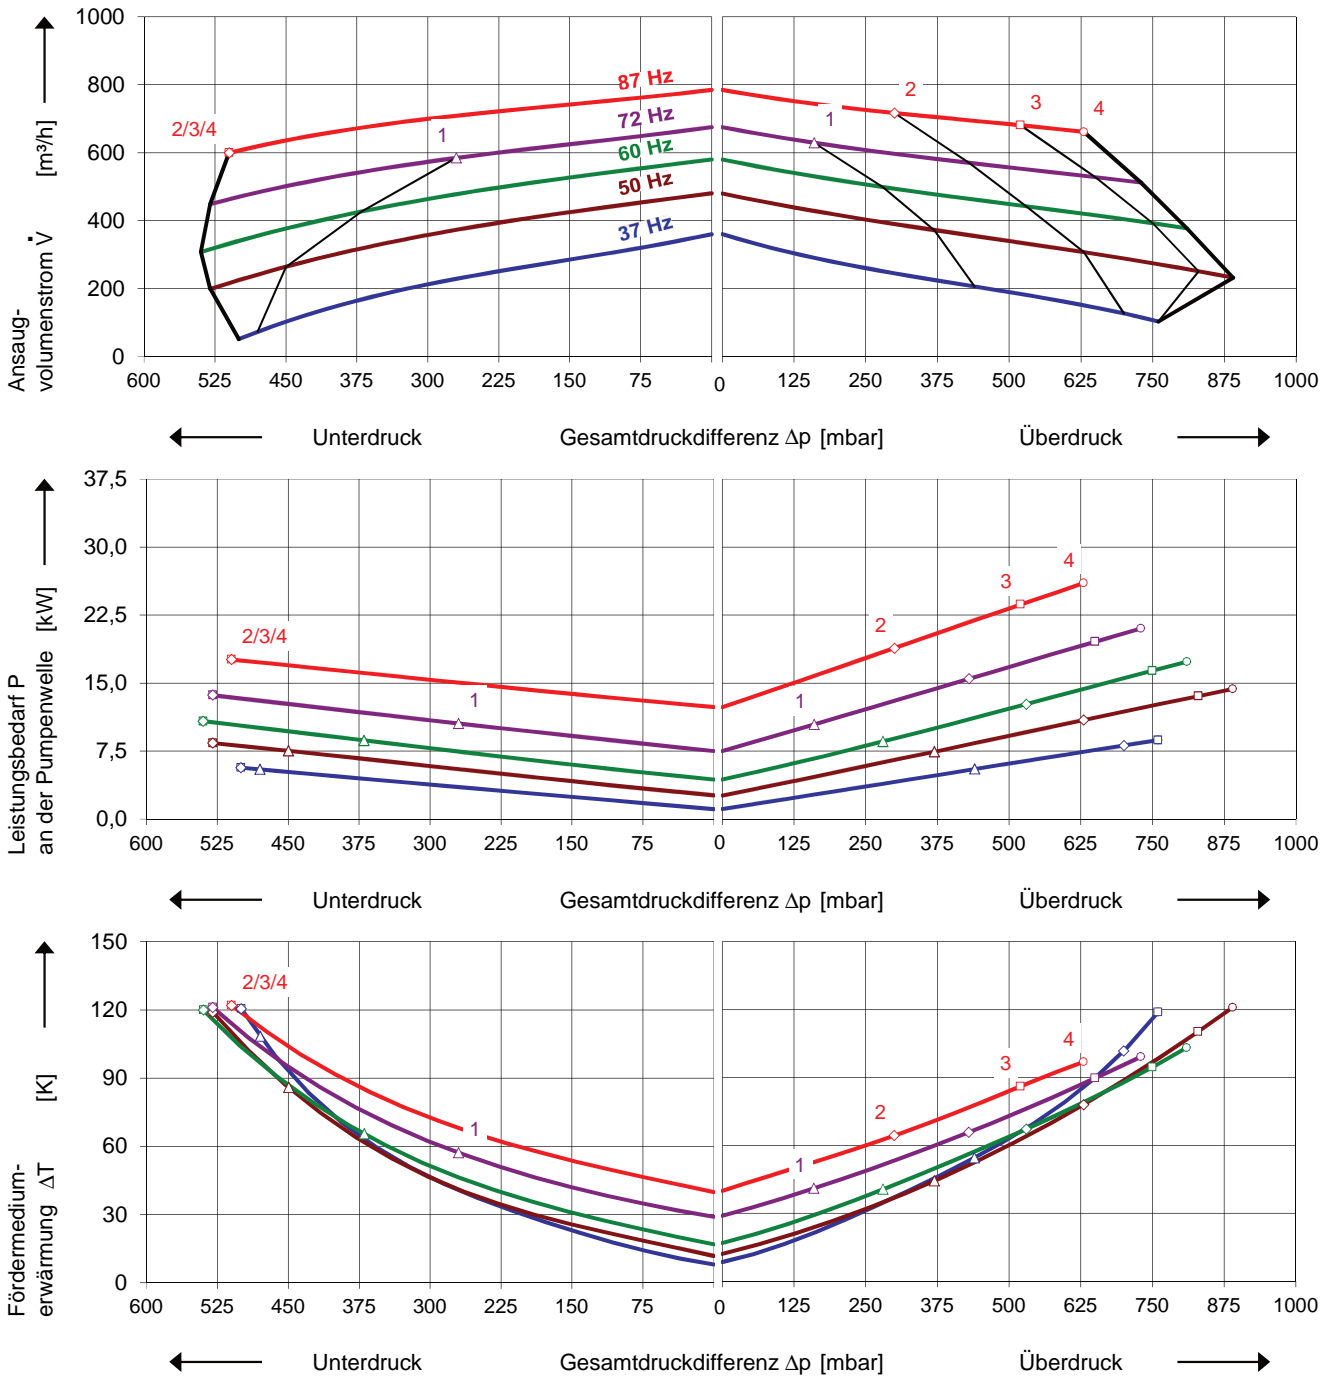 1000
800
600
400
200
0
[m³/h]
Ansaug-
volumenstrom V̇
87 Hz
72 Hz
60 Hz
50 Hz
37 Hz
2/3/4
1
1
2
3
4
600 525 450 375 300 225 150 75 0 125 250 375 500 625 750 875 1000
Unterdruck Gesamtdruckdifferenz Δp [mbar] Überdruck
37,5
30,0
22,5
15,0
7,5
0,0
[kW]
Leistungsbedarf P
an der Pumpenwelle
2/3/4
1
1
2
3
4
600 525 450 375 300 225 150 75 0 125 250 375 500 625 750 875 1000
Unterdruck Gesamtdruckdifferenz Δp [mbar] Überdruck
150
120
90
60
30
0
[K]
Fördermedium-
erwärmung ΔT
2/3/4
1
1
2
3
4
600 525 450 375 300 225 150 75 0 125 250 375 500 625 750 875 1000
Unterdruck Gesamtdruckdifferenz Δp [mbar] Überdruck